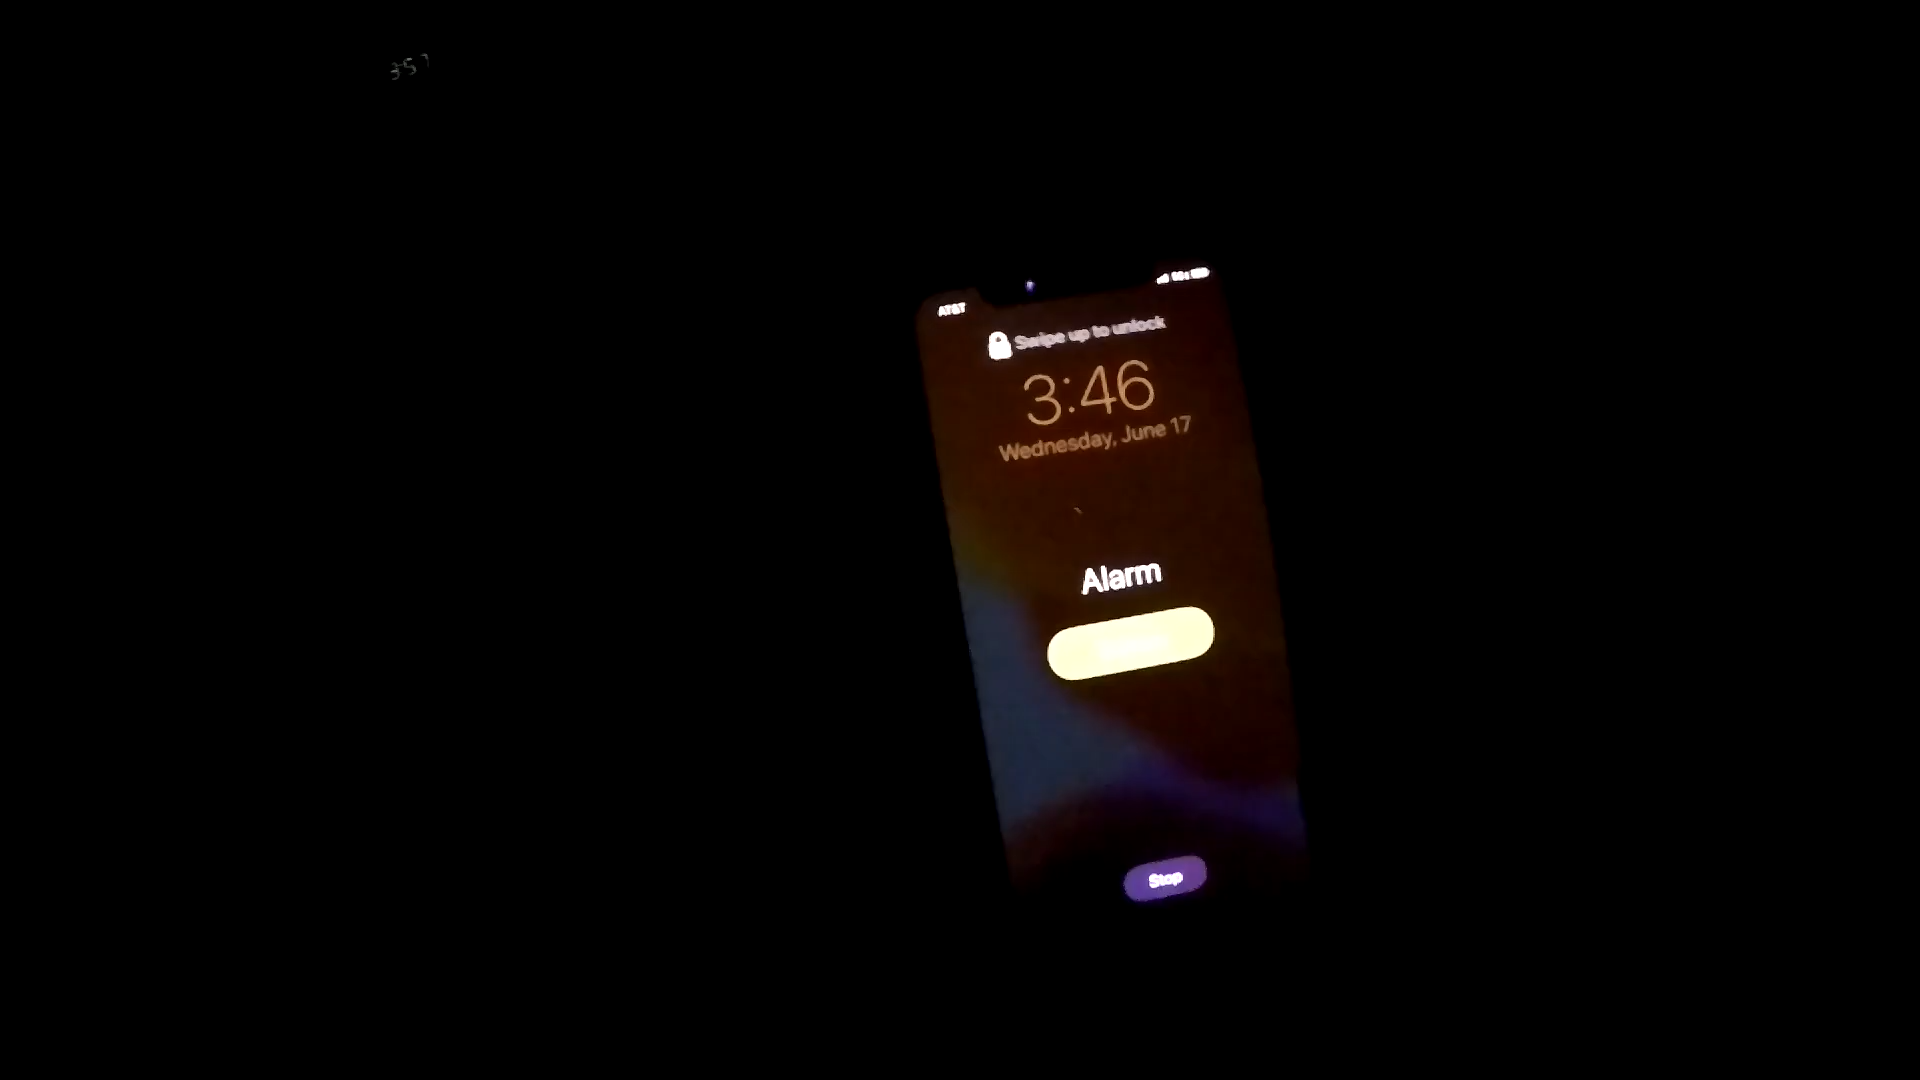 AT&T
Swipe up to unlock
3:46
Wednesday, June 17
Alarm
Stop